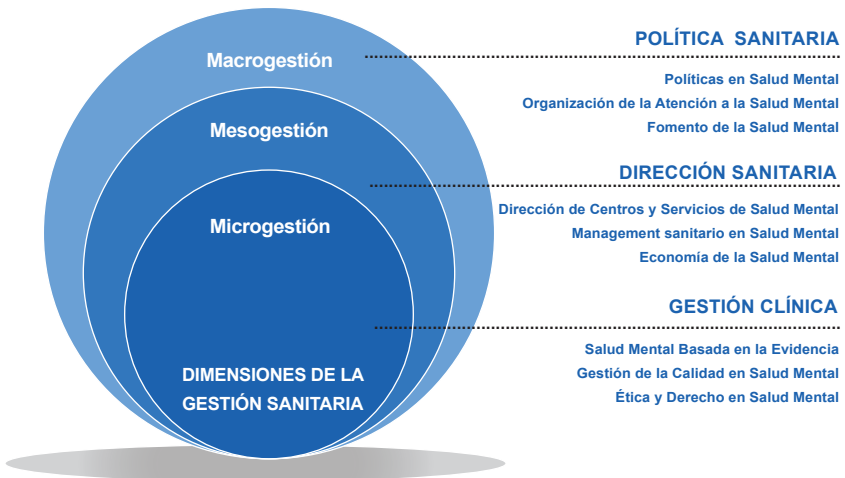 Macrogestión
Mesogestión
Microgestión
DIMENSIONES DE LA
GESTIÓN SANITARIA
POLÍTICA SANITARIA
Políticas en Salud Mental
Organización de la Atención a la Salud Mental
Fomento de la Salud Mental
DIRECCIÓN SANITARIA
Dirección de Centros y Servicios de Salud Mental
Management sanitario en Salud Mental
Economía de la Salud Mental
GESTIÓN CLÍNICA
Salud Mental Basada en la Evidencia
Gestión de la Calidad en Salud Mental
Ética y Derecho en Salud Mental